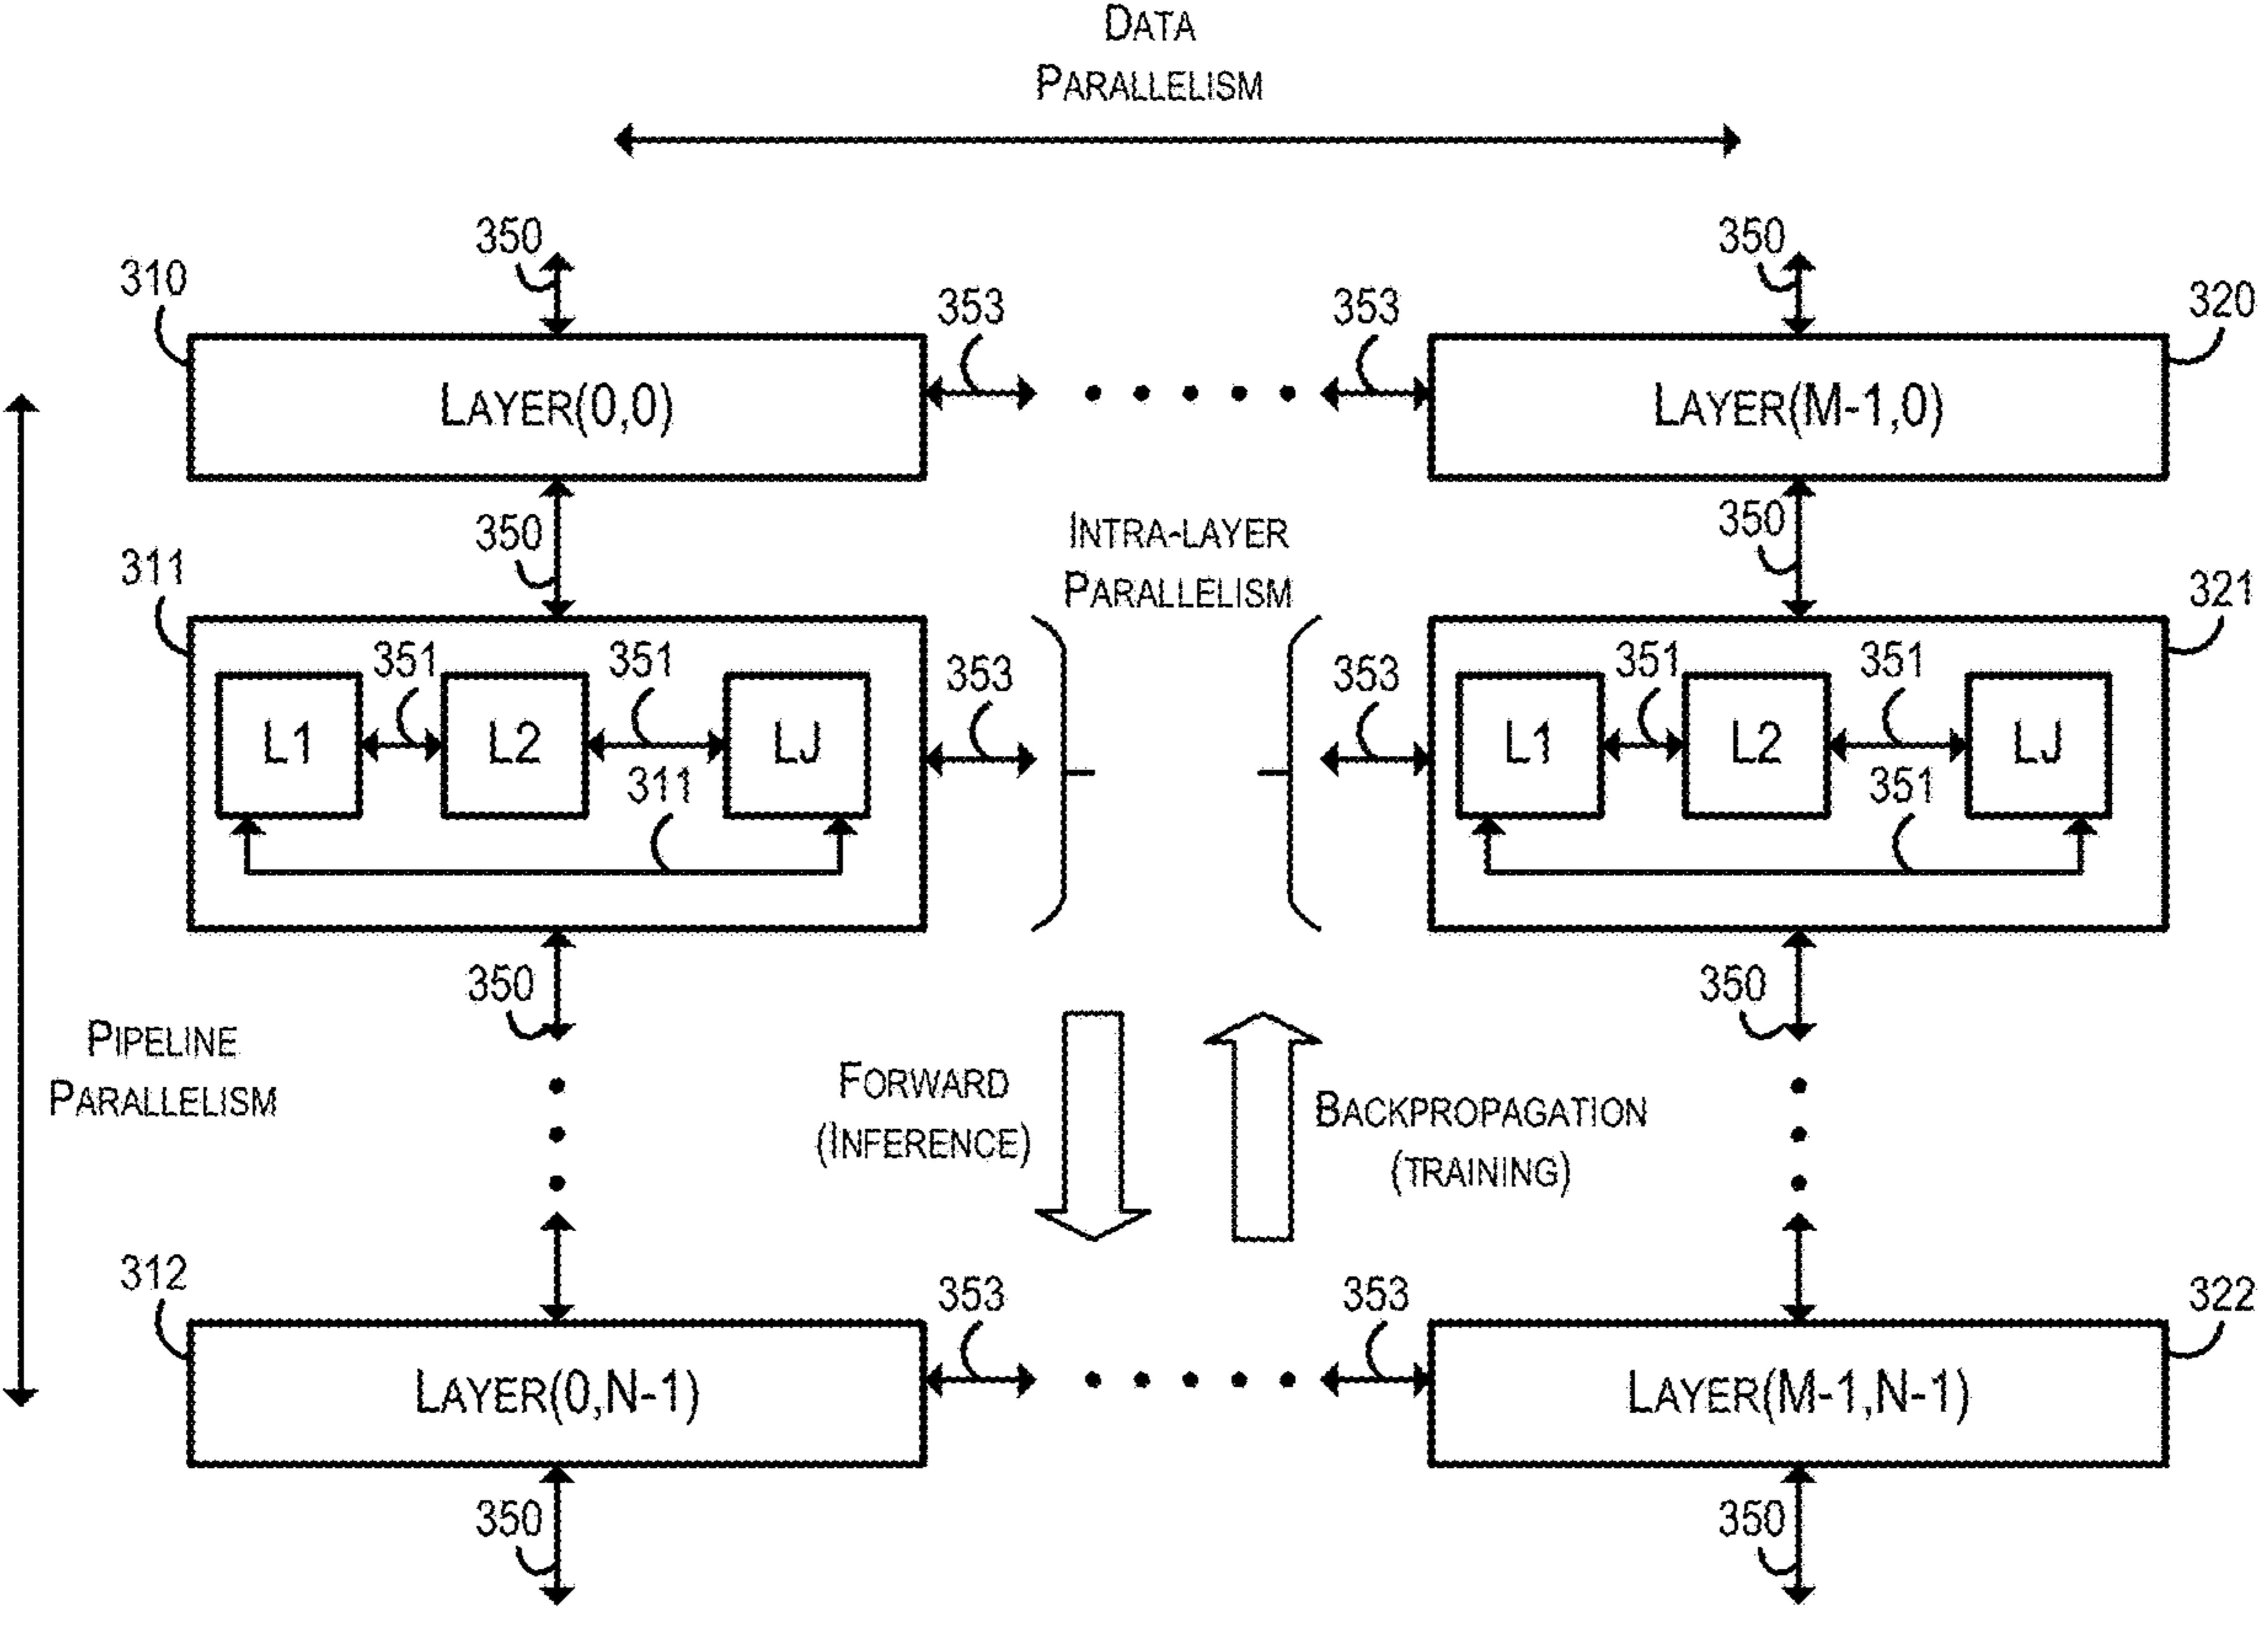 DATA
PARALLELISM
350
350
310
353
353
320
LAYER(0,0)
LAYER(M-1,0)
350
350
INTRA-LAYER
PARALLELISM
311
321
351
351
353
353
351
351
L1
L2
LJ
L1
L2
LJ
311
351
350
350
PIPELINE
PARALLELISM
FORWARD
(INFERENCE)
BACKPROPAGATION
(TRAINING)
312
353
353
322
LAYER(0,N-1)
LAYER(M-1,N-1)
350
350